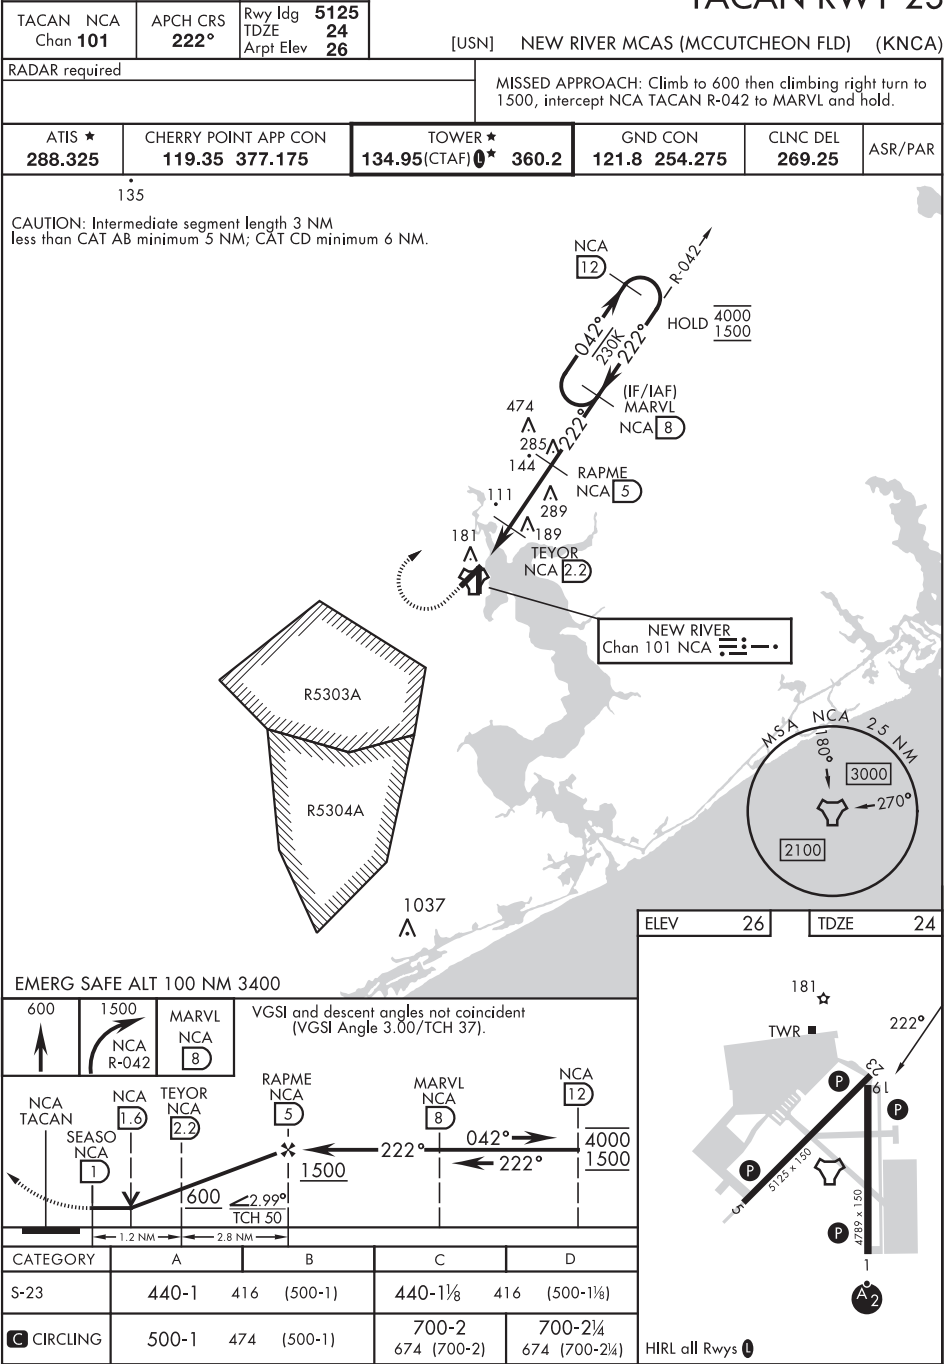 TACAN RWY 23
TACAN NCA
Chan 101
APCH CRS
222°
Rwy ldg 5125
TDZE 24
Arpt Elev 26
[USN] NEW RIVER MCAS (MCCUTCHEON FLD) (KNCA)
RADAR required
MISSED APPROACH: Climb to 600 then climbing right turn to
1500, intercept NCA TACAN R-042 to MARVL and hold.
ATIS ★
288.325
CHERRY POINT APP CON
119.35 377.175
TOWER ★
134.95(CTAF) L★ 360.2
GND CON
121.8 254.275
CLNC DEL
269.25
ASR/PAR
135
CAUTION: Intermediate segment length 3 NM
less than CAT AB minimum 5 NM; CAT CD minimum 6 NM.
NCA
12
R-042
HOLD 4000
1500
042°
230K
222°
(IF/IAF)
MARVL
NCA 8
222°
474
285
144
RAPME
NCA 5
111
289
189
181
TEYOR
NCA 2.2
NEW RIVER
Chan 101 NCA
R5303A
R5304A
MSA NCA 25 NM
180°
3000
270°
2100
1037
EMERG SAFE ALT 100 NM 3400
ELEV 26
TDZE 24
181
TWR
222°
23
19
P
P
P
P
5125 x 150
5
4789 x 150
1
A2
HIRL all Rwys L
600
1500
NCA
R-042
MARVL
NCA
8
VGSI and descent angles not coincident
(VGSI Angle 3.00/TCH 37).
NCA
TACAN
SEASO
NCA
1
NCA
1.6
TEYOR
NCA
2.2
RAPME
NCA
5
MARVL
NCA
8
NCA
12
222°
042°
222°
4000
1500
1500
600
2.99°
TCH 50
1.2 NM
2.8 NM
CATEGORY A B C D
S-23 440-1 416 (500-1) 440-1⅛ 416 (500-1⅛)
C CIRCLING 500-1 474 (500-1) 700-2 674 (700-2) 700-2¼ 674 (700-2¼)